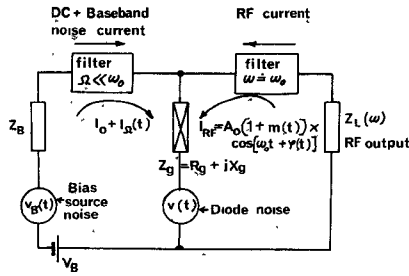 DC + Baseband
noise current
RF current
filter
Ω≪ω₀
filter
ω≐ω₀
Z_B
I₀+I_Ω(t)
I_RF=A₀(1+m(t))×
cos[ω₀t+φ(t)]
Z_L(ω)
RF output
Z_g=R_g+jX_g
Bias
source
noise
v_B(t)
v(t)
Diode noise
V_B